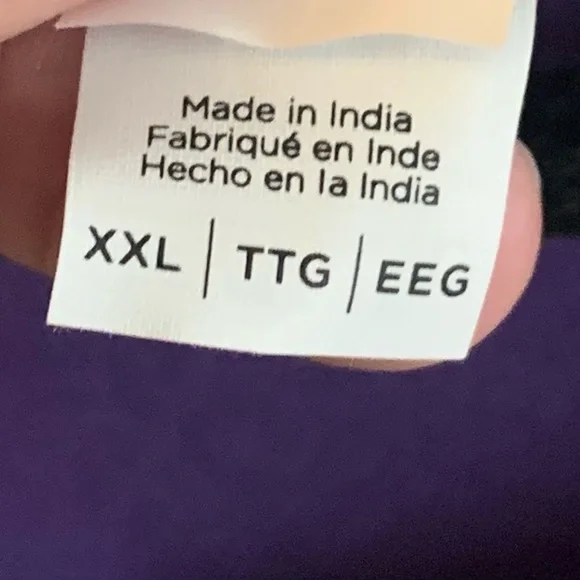 Made in India
Fabriqué en Inde
Hecho en la India
XXL | TTG | EEG